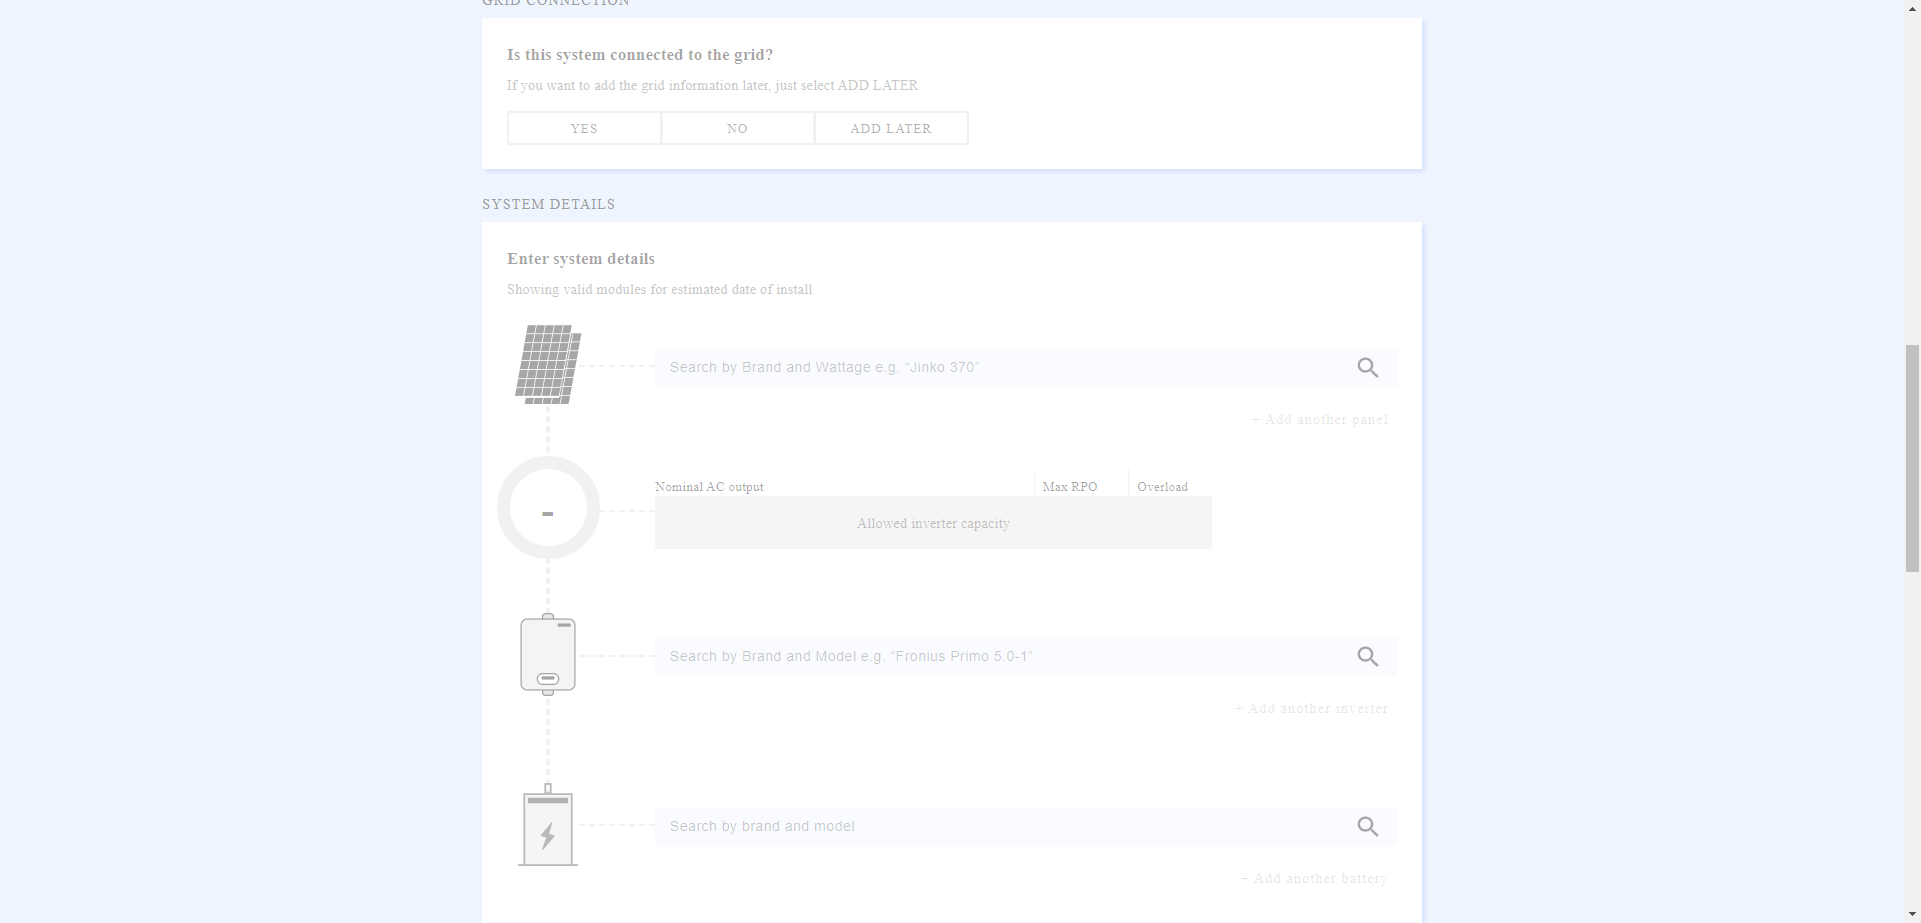 GRID CONNECTION
Is this system connected to the grid?
If you want to add the grid information later, just select ADD LATER
YES NO ADD LATER
SYSTEM DETAILS
Enter system details
Showing valid modules for estimated date of install
Search by Brand and Wattage e.g. “Jinko 370”
+ Add another panel
Nominal AC output Max RPO Overload
-
Allowed inverter capacity
Search by Brand and Model e.g. “Fronius Primo 5.0-1”
+ Add another inverter
Search by brand and model
+ Add another battery